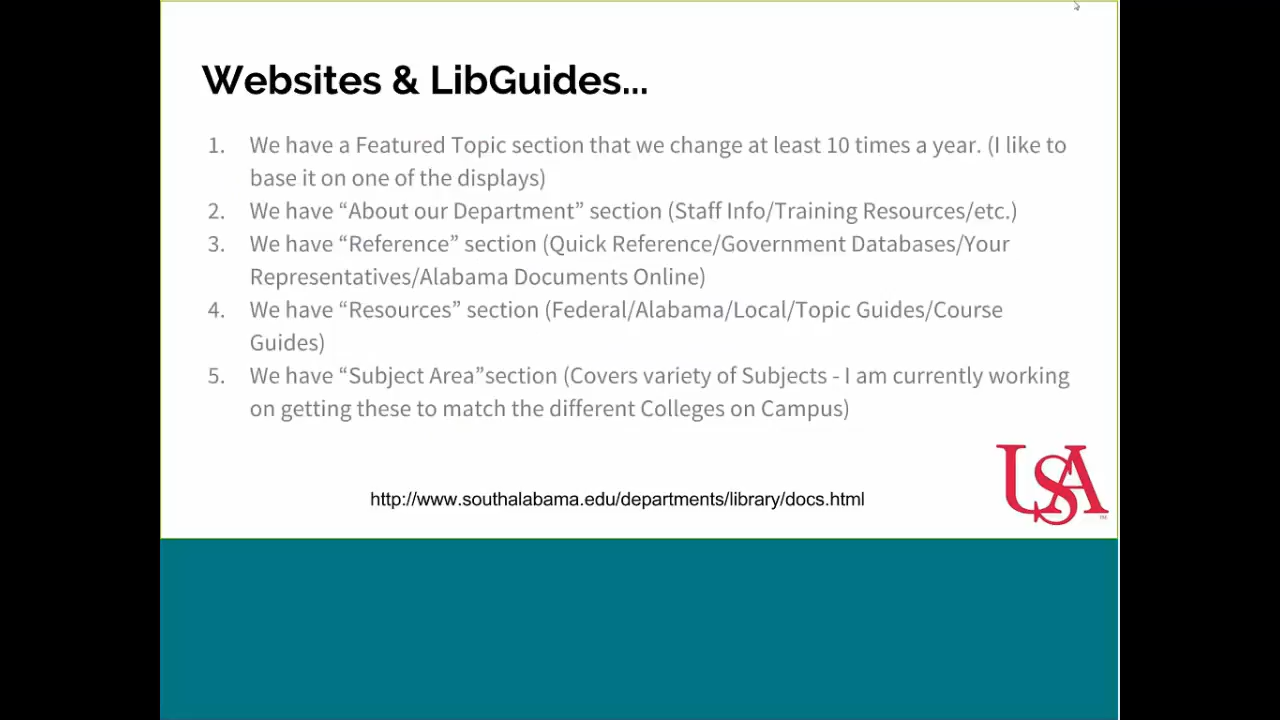 Websites & LibGuides...
1. We have a Featured Topic section that we change at least 10 times a year. (I like to
base it on one of the displays)
2. We have “About our Department” section (Staff Info/Training Resources/etc.)
3. We have “Reference” section (Quick Reference/Government Databases/Your
Representatives/Alabama Documents Online)
4. We have “Resources” section (Federal/Alabama/Local/Topic Guides/Course
Guides)
5. We have “Subject Area”section (Covers variety of Subjects - I am currently working
on getting these to match the different Colleges on Campus)
http://www.southalabama.edu/departments/library/docs.html
USA